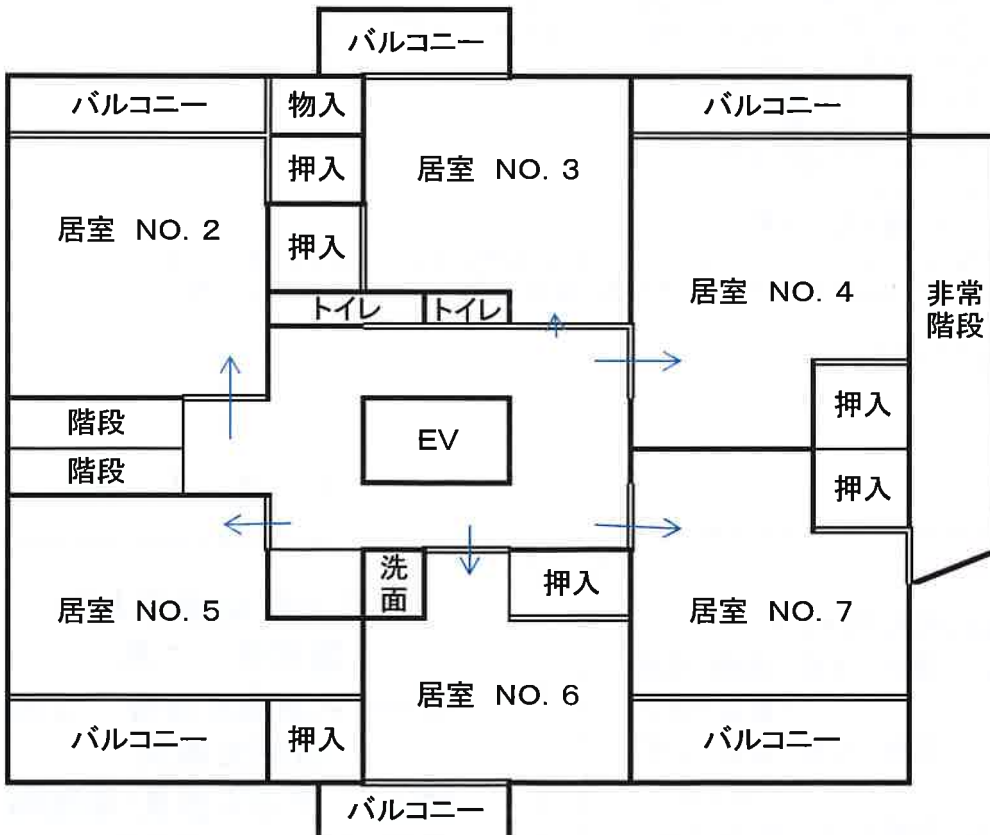 バルコニー
バルコニー
物入
バルコニー
押入
居室 NO. 3
居室 NO. 2
押入
居室 NO. 4
非常
階段
トイレ
トイレ
押入
階段
EV
階段
押入
洗
面
押入
居室 NO. 5
居室 NO. 7
居室 NO. 6
バルコニー
押入
バルコニー
バルコニー